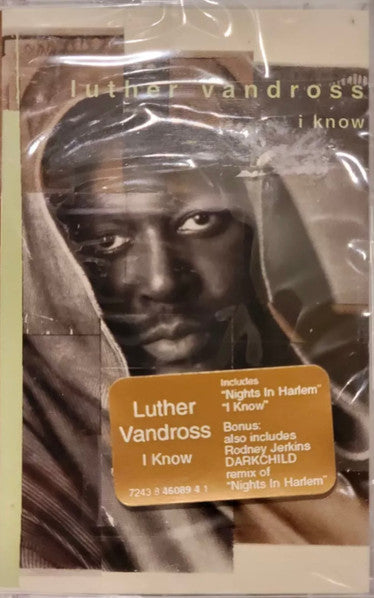 luther vandross
i know
Luther
Vandross
I Know
7243 8 46089 4 1
Includes
"Nights In Harlem"
"I Know"
Bonus:
also includes
Rodney Jerkins
DARKCHILD
remix of
"Nights In Harlem"